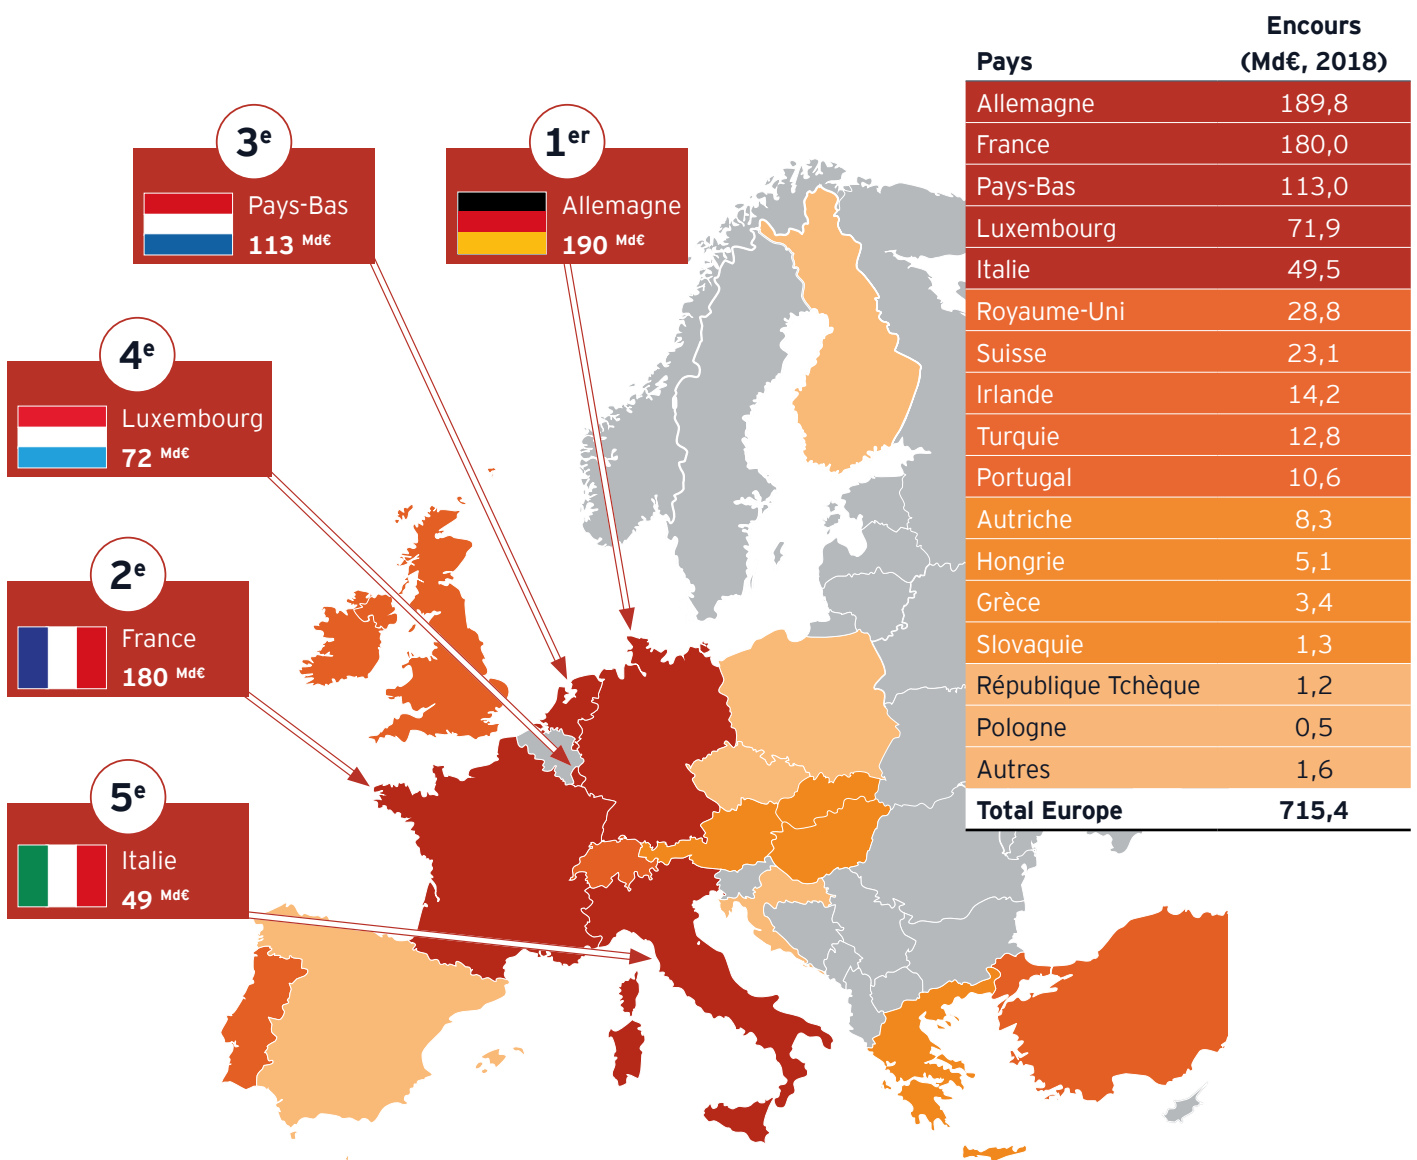 3e
Pays-Bas
113 Md€
1er
Allemagne
190 Md€
4e
Luxembourg
72 Md€
2e
France
180 Md€
5e
Italie
49 Md€
Pays Encours (Md€, 2018)
Allemagne 189,8
France 180,0
Pays-Bas 113,0
Luxembourg 71,9
Italie 49,5
Royaume-Uni 28,8
Suisse 23,1
Irlande 14,2
Turquie 12,8
Portugal 10,6
Autriche 8,3
Hongrie 5,1
Grèce 3,4
Slovaquie 1,3
République Tchèque 1,2
Pologne 0,5
Autres 1,6
Total Europe 715,4